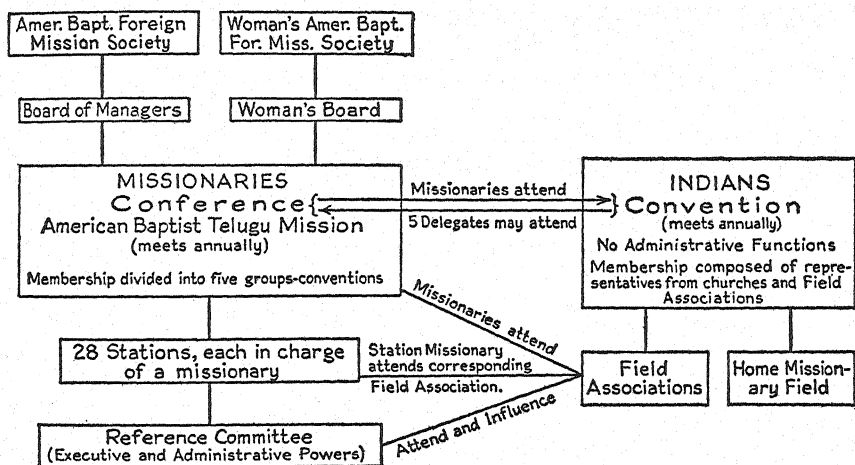 Amer. Bapt. Foreign
Mission Society
Woman's Amer. Bapt.
For. Miss. Society
Board of Managers
Woman's Board
MISSIONARIES
Conference
American Baptist Telugu Mission
(meets annually)
Membership divided into five groups-conventions
Missionaries attend
5 Delegates may attend
INDIANS
Convention
(meets annually)
No Administrative Functions
Membership composed of repre-
sentatives from churches and Field
Associations
Missionaries attend
28 Stations, each in charge
of a missionary
Station Missionary
attends corresponding
Field Association.
Field
Associations
Home Mission-
ary Field
Attend and Influence
Reference Committee
(Executive and Administrative Powers)